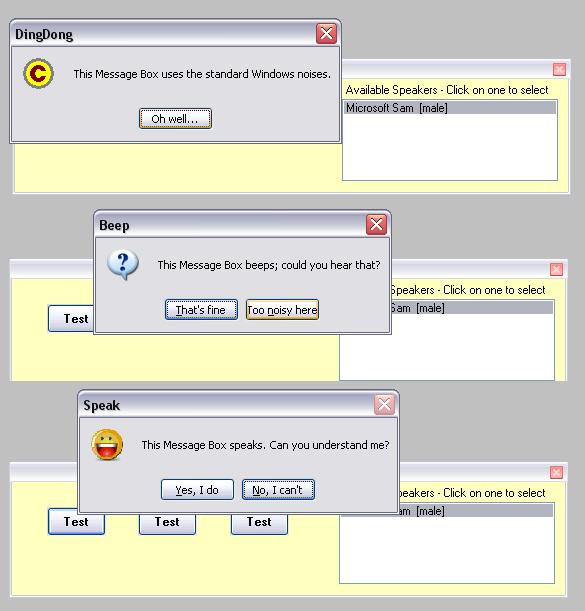 DingDong
C
This Message Box uses the standard Windows noises.
Oh well...
Available Speakers - Click on one to select
Microsoft Sam [male]
Beep
?
This Message Box beeps; could you hear that?
That's fine
Too noisy here
Speakers - Click on one to select
Sam [male]
Test
Speak
This Message Box speaks. Can you understand me?
Yes, I do
No, I can't
peakers - Click on one to select
am [male]
Test
Test
Test